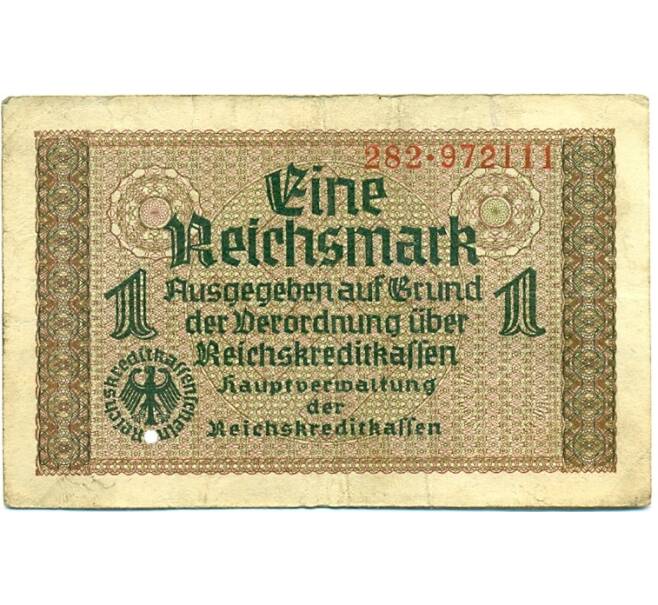 282·972111
Eine
Reichsmark
1 Ausgegeben auf Grund 1
der Verordnung über
Reichskreditkassen
Hauptverwaltung
der
Reichskreditkassen
Reichskreditkassenschein